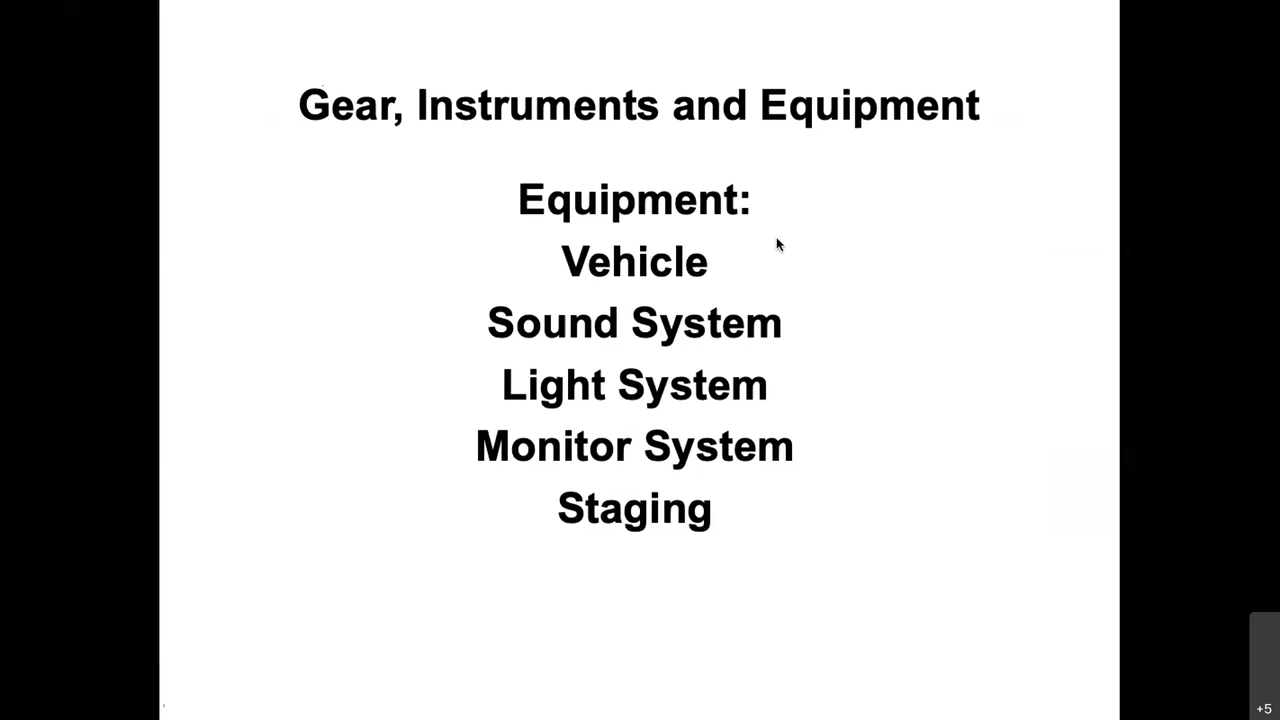 Gear, Instruments and Equipment
Equipment:
Vehicle
Sound System
Light System
Monitor System
Staging
+5